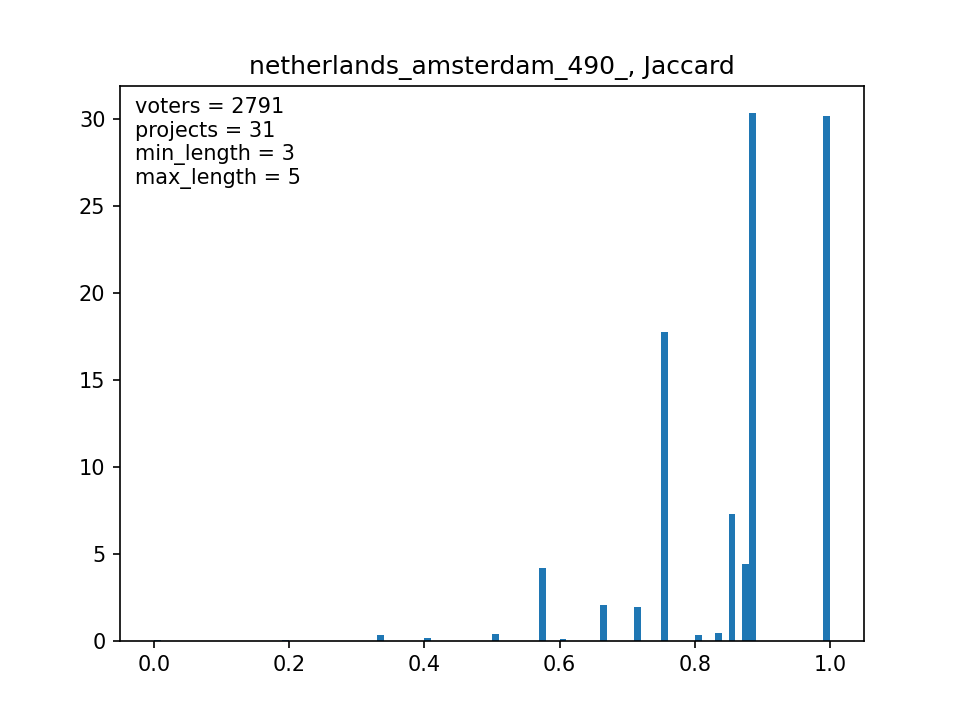 netherlands_amsterdam_490_, Jaccard
voters = 2791
projects = 31
min_length = 3
max_length = 5
30
25
20
15
10
5
0
0.0 0.2 0.4 0.6 0.8 1.0